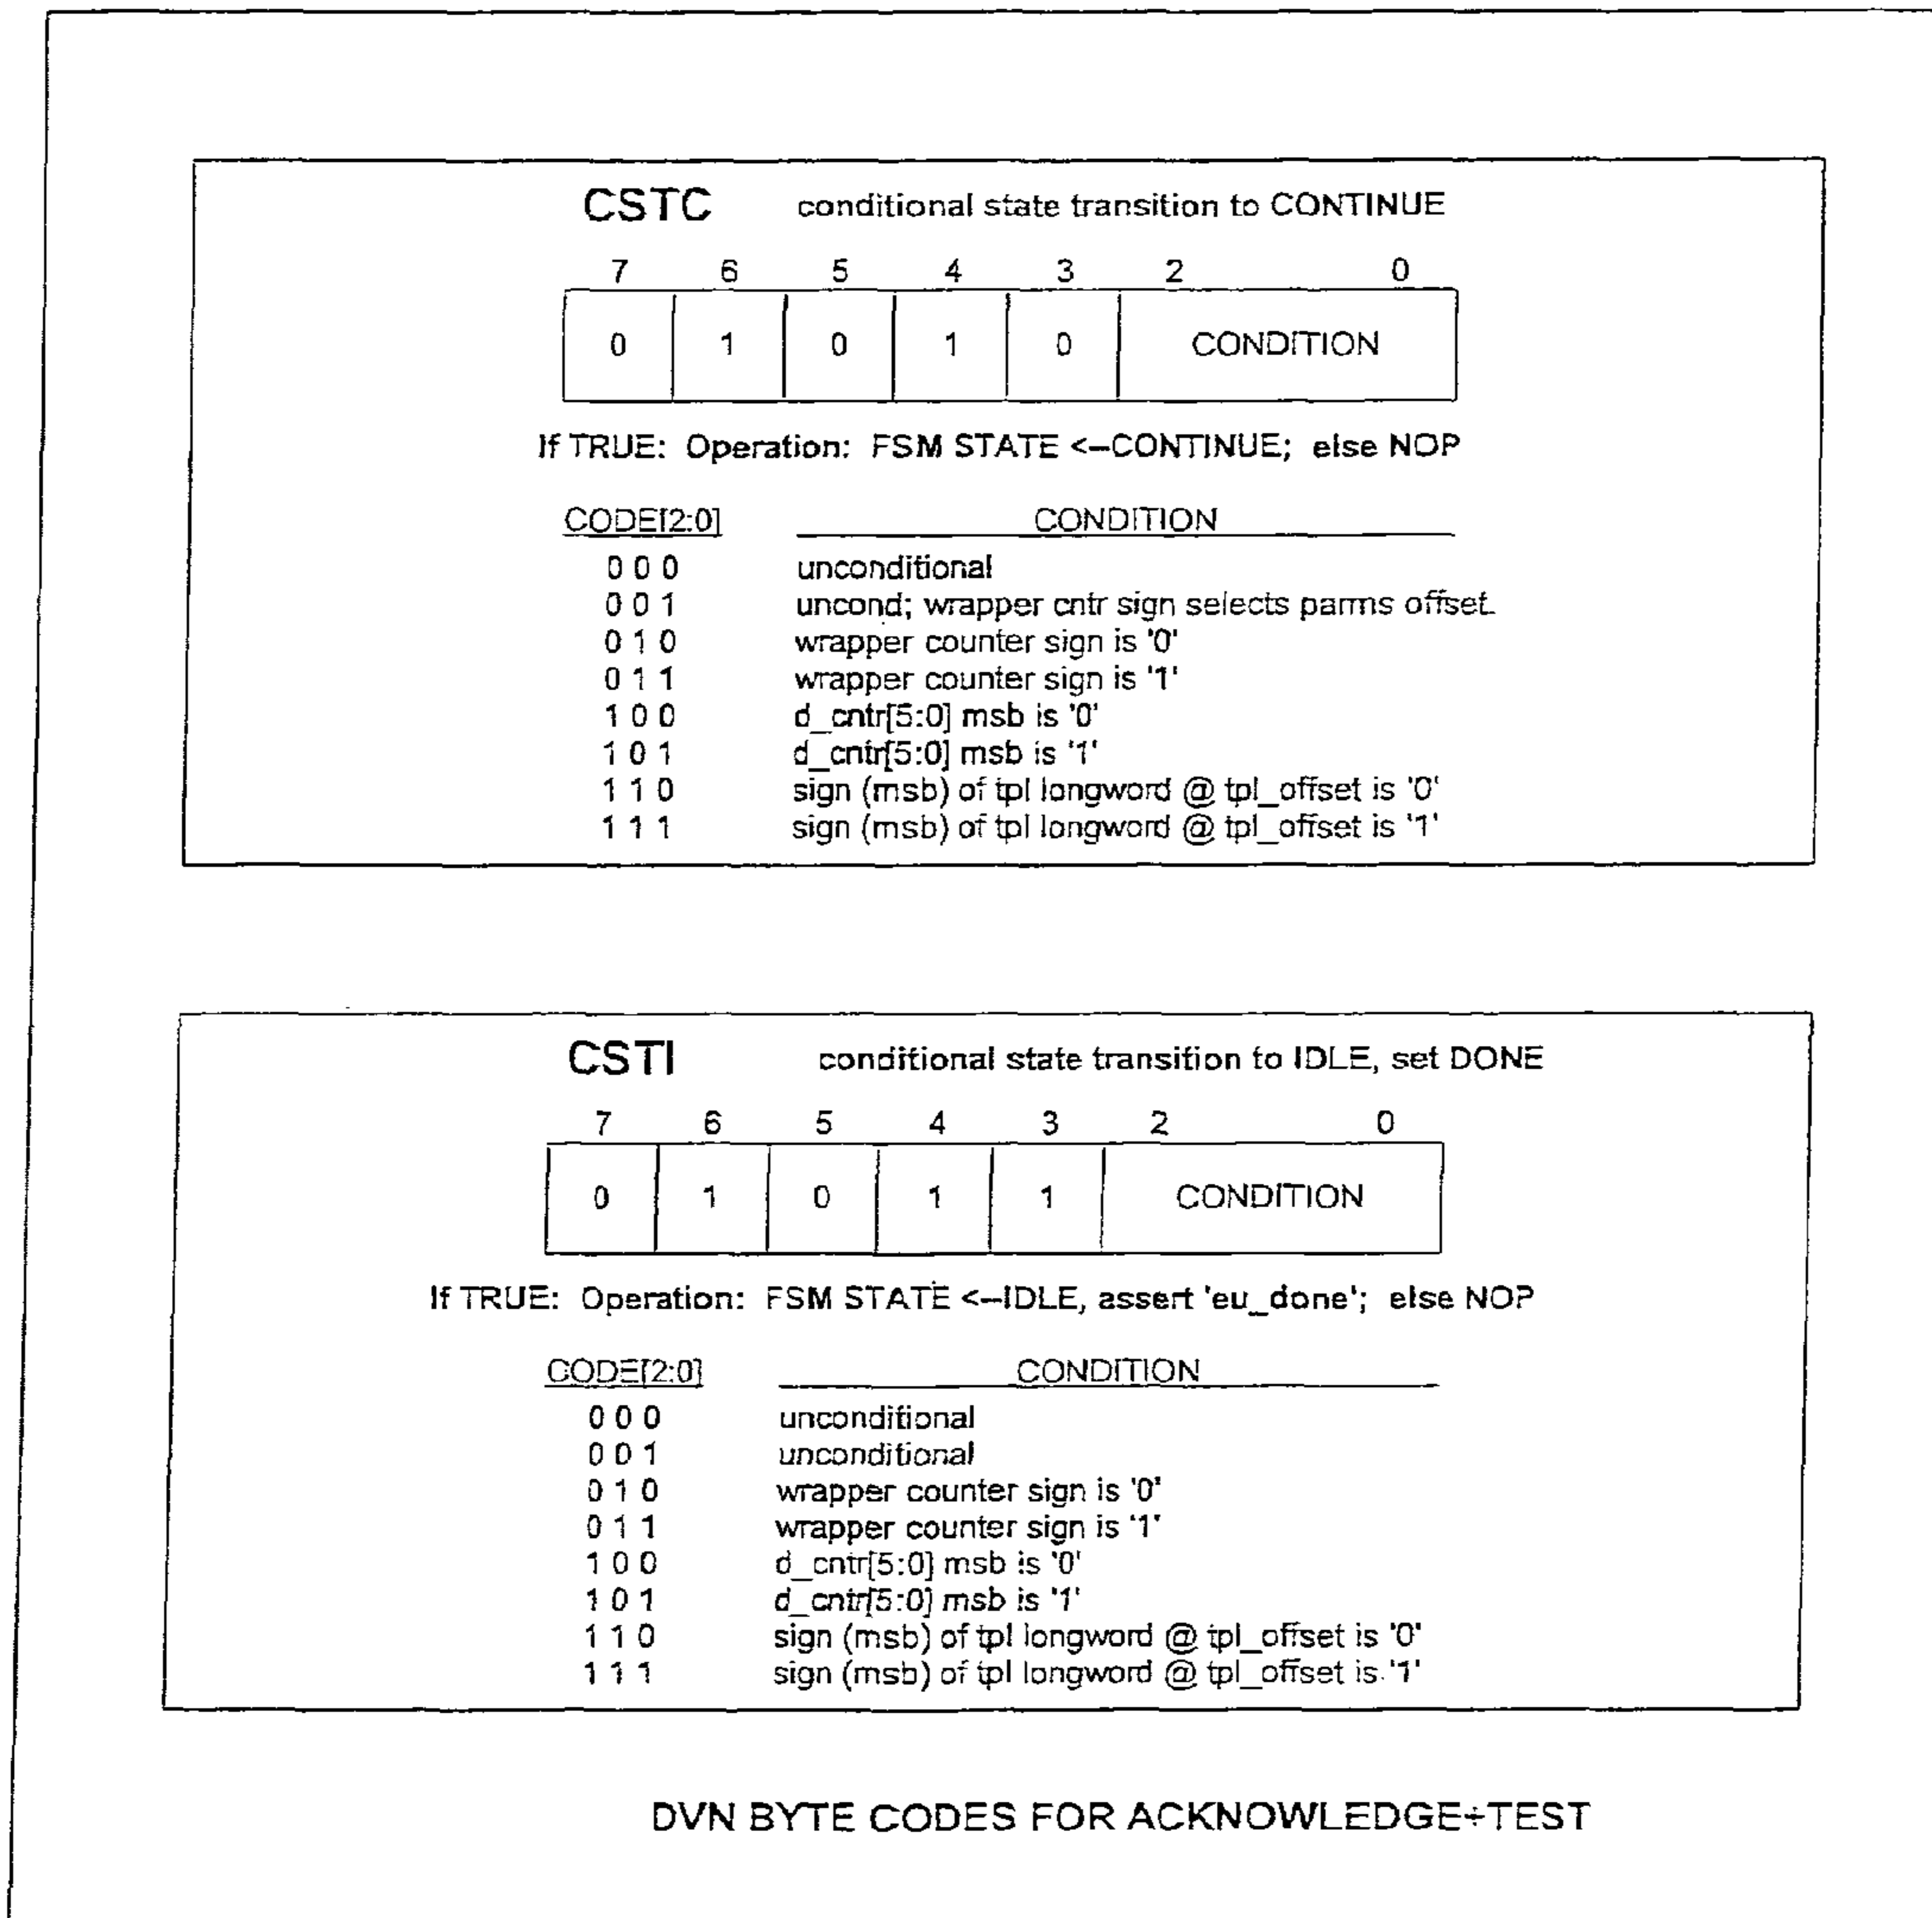 CSTC conditional state transition to CONTINUE
7 6 5 4 3 2 0
0 1 0 1 0 CONDITION
If TRUE: Operation: FSM STATE <–CONTINUE; else NOP
CODE[2:0] CONDITION
0 0 0 unconditional
0 0 1 uncond; wrapper cntr sign selects parms offset.
0 1 0 wrapper counter sign is '0'
0 1 1 wrapper counter sign is '1'
1 0 0 d_cntr[5:0] msb is '0'
1 0 1 d_cntr[5:0] msb is '1'
1 1 0 sign (msb) of tpl longword @ tpl_offset is '0'
1 1 1 sign (msb) of tpl longword @ tpl_offset is '1'
CSTI conditional state transition to IDLE, set DONE
7 6 5 4 3 2 0
0 1 0 1 1 CONDITION
If TRUE: Operation: FSM STATE <–IDLE, assert 'eu_done'; else NOP
CODE[2:0] CONDITION
0 0 0 unconditional
0 0 1 unconditional
0 1 0 wrapper counter sign is '0'
0 1 1 wrapper counter sign is '1'
1 0 0 d_cntr[5:0] msb is '0'
1 0 1 d_cntr[5:0] msb is '1'
1 1 0 sign (msb) of tpl longword @ tpl_offset is '0'
1 1 1 sign (msb) of tpl longword @ tpl_offset is '1'
DVN BYTE CODES FOR ACKNOWLEDGE+TEST